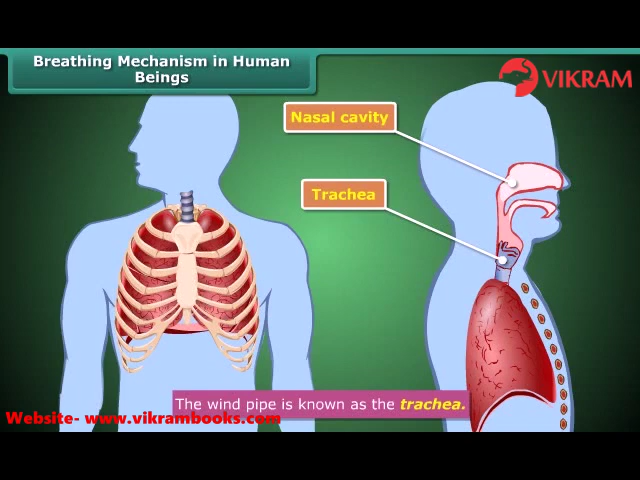 Breathing Mechanism in Human
Beings
VIKRAM
Nasal cavity
Trachea
The wind pipe is known as the trachea.
Website- www.vikrambooks.com